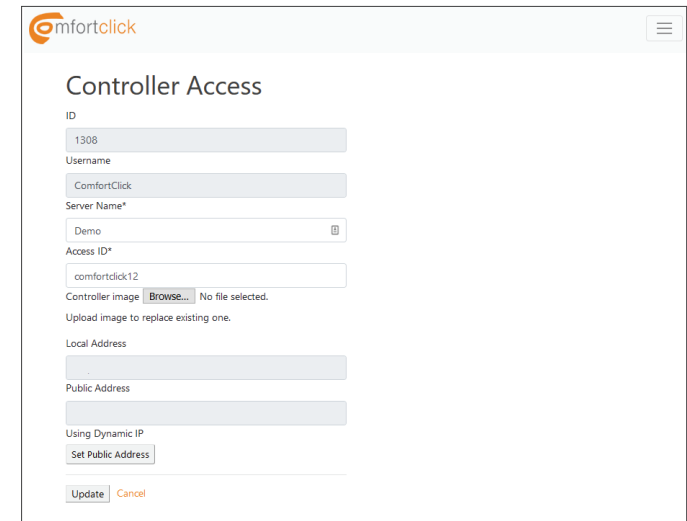 comfortclick
Controller Access
ID
1308
Username
ComfortClick
Server Name*
Demo
Access ID*
comfortclick12
Controller image Browse... No file selected.
Upload image to replace existing one.
Local Address
Public Address
Using Dynamic IP
Set Public Address
Update Cancel